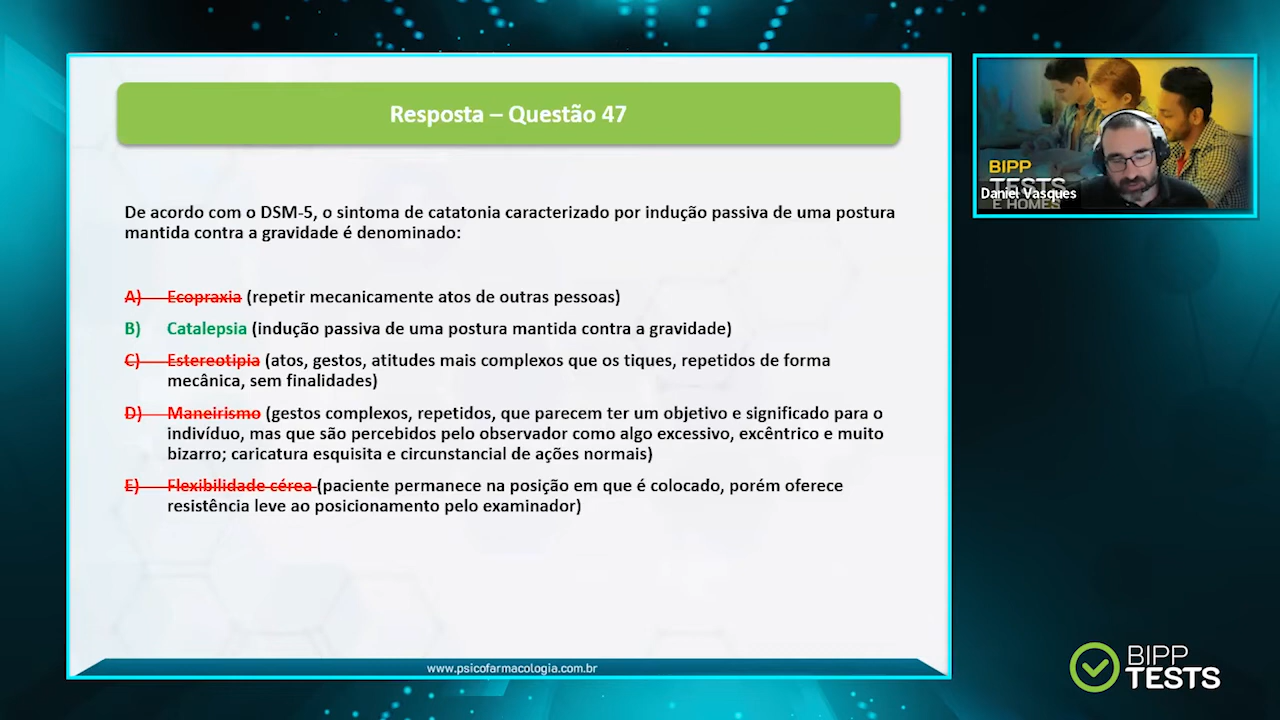 Resposta – Questão 47
De acordo com o DSM-5, o sintoma de catatonia caracterizado por indução passiva de uma postura
mantida contra a gravidade é denominado:
A) Ecopraxia (repetir mecanicamente atos de outras pessoas)
B) Catalepsia (indução passiva de uma postura mantida contra a gravidade)
C) Estereotipia (atos, gestos, atitudes mais complexos que os tiques, repetidos de forma
mecânica, sem finalidades)
D) Maneirismo (gestos complexos, repetidos, que parecem ter um objetivo e significado para o
indivíduo, mas que são percebidos pelo observador como algo excessivo, excêntrico e muito
bizarro; caricatura esquisita e circunstancial de ações normais)
E) Flexibilidade cérea (paciente permanece na posição em que é colocado, porém oferece
resistência leve ao posicionamento pelo examinador)
www.psicofarmacologia.com.br
BIPP
TESTS
Daniel Vasques
E HOMES
BIPP
TESTS